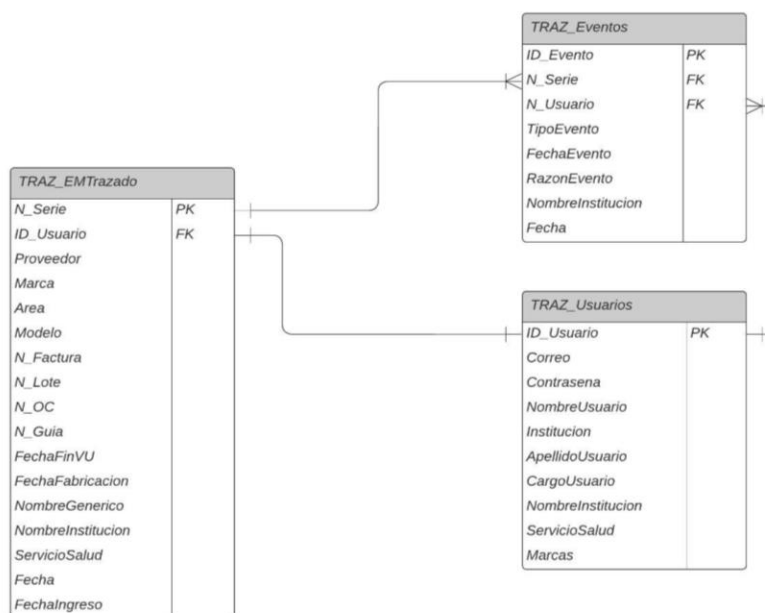 TRAZ_Eventos
ID_Evento PK
N_Serie FK
N_Usuario FK
TipoEvento
FechaEvento
RazonEvento
NombreInstitucion
Fecha
TRAZ_EMTrazado
N_Serie PK
ID_Usuario FK
Proveedor
Marca
Area
Modelo
N_Factura
N_Lote
N_OC
N_Guia
FechaFinVU
FechaFabricacion
NombreGenerico
NombreInstitucion
ServicioSalud
Fecha
FechaIngreso
TRAZ_Usuarios
ID_Usuario PK
Correo
Contrasena
NombreUsuario
Institucion
ApellidoUsuario
CargoUsuario
NombreInstitucion
ServicioSalud
Marcas